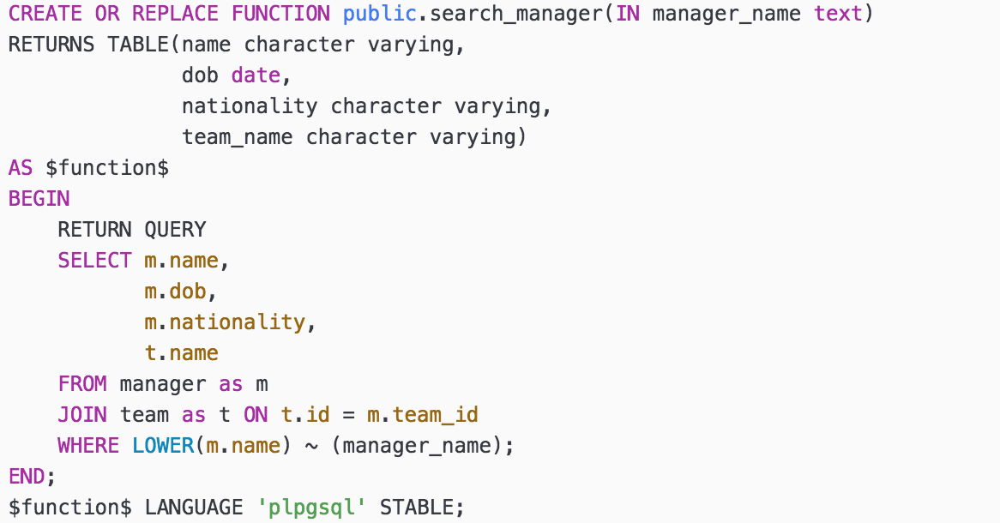 CREATE OR REPLACE FUNCTION public.search_manager(IN manager_name text)
RETURNS TABLE(name character varying,
              dob date,
              nationality character varying,
              team_name character varying)
AS $function$
BEGIN
    RETURN QUERY
    SELECT m.name,
           m.dob,
           m.nationality,
           t.name
    FROM manager as m
    JOIN team as t ON t.id = m.team_id
    WHERE LOWER(m.name) ~ (manager_name);
END;
$function$ LANGUAGE 'plpgsql' STABLE;